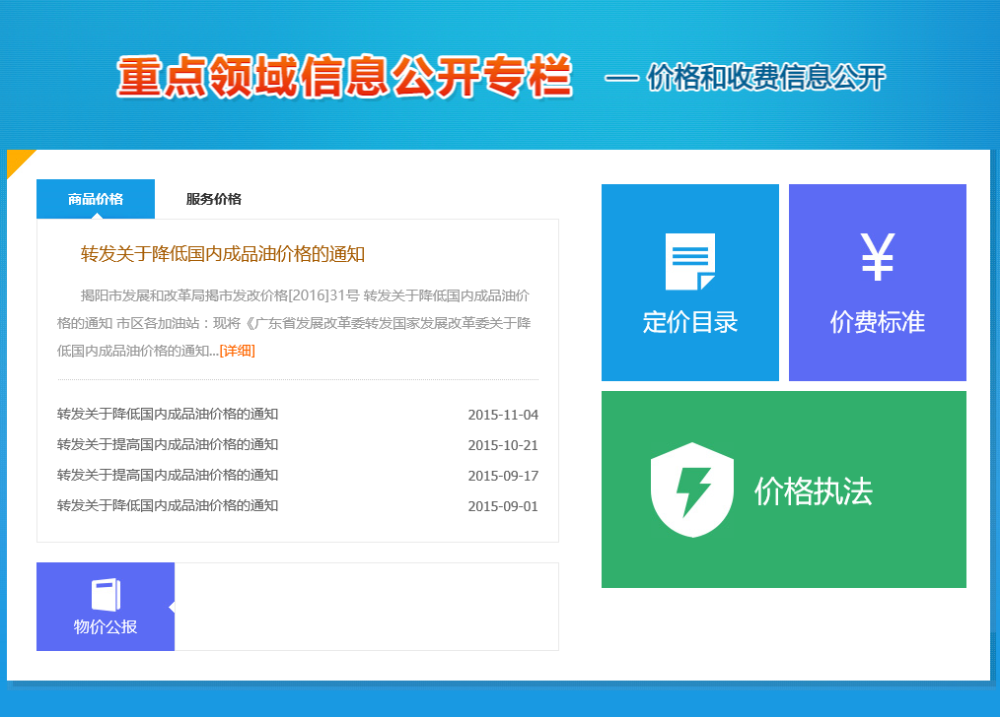 重点领域信息公开专栏 — 价格和收费信息公开
商品价格 服务价格
转发关于降低国内成品油价格的通知
揭阳市发展和改革局揭市发改价格[2016]31号 转发关于降低国内成品油价
格的通知 市区各加油站：现将《广东省发展改革委转发国家发展改革委关于降
低国内成品油价格的通知...[详细]
转发关于降低国内成品油价格的通知 2015-11-04
转发关于提高国内成品油价格的通知 2015-10-21
转发关于提高国内成品油价格的通知 2015-09-17
转发关于降低国内成品油价格的通知 2015-09-01
物价公报
定价目录
¥
价费标准
价格执法